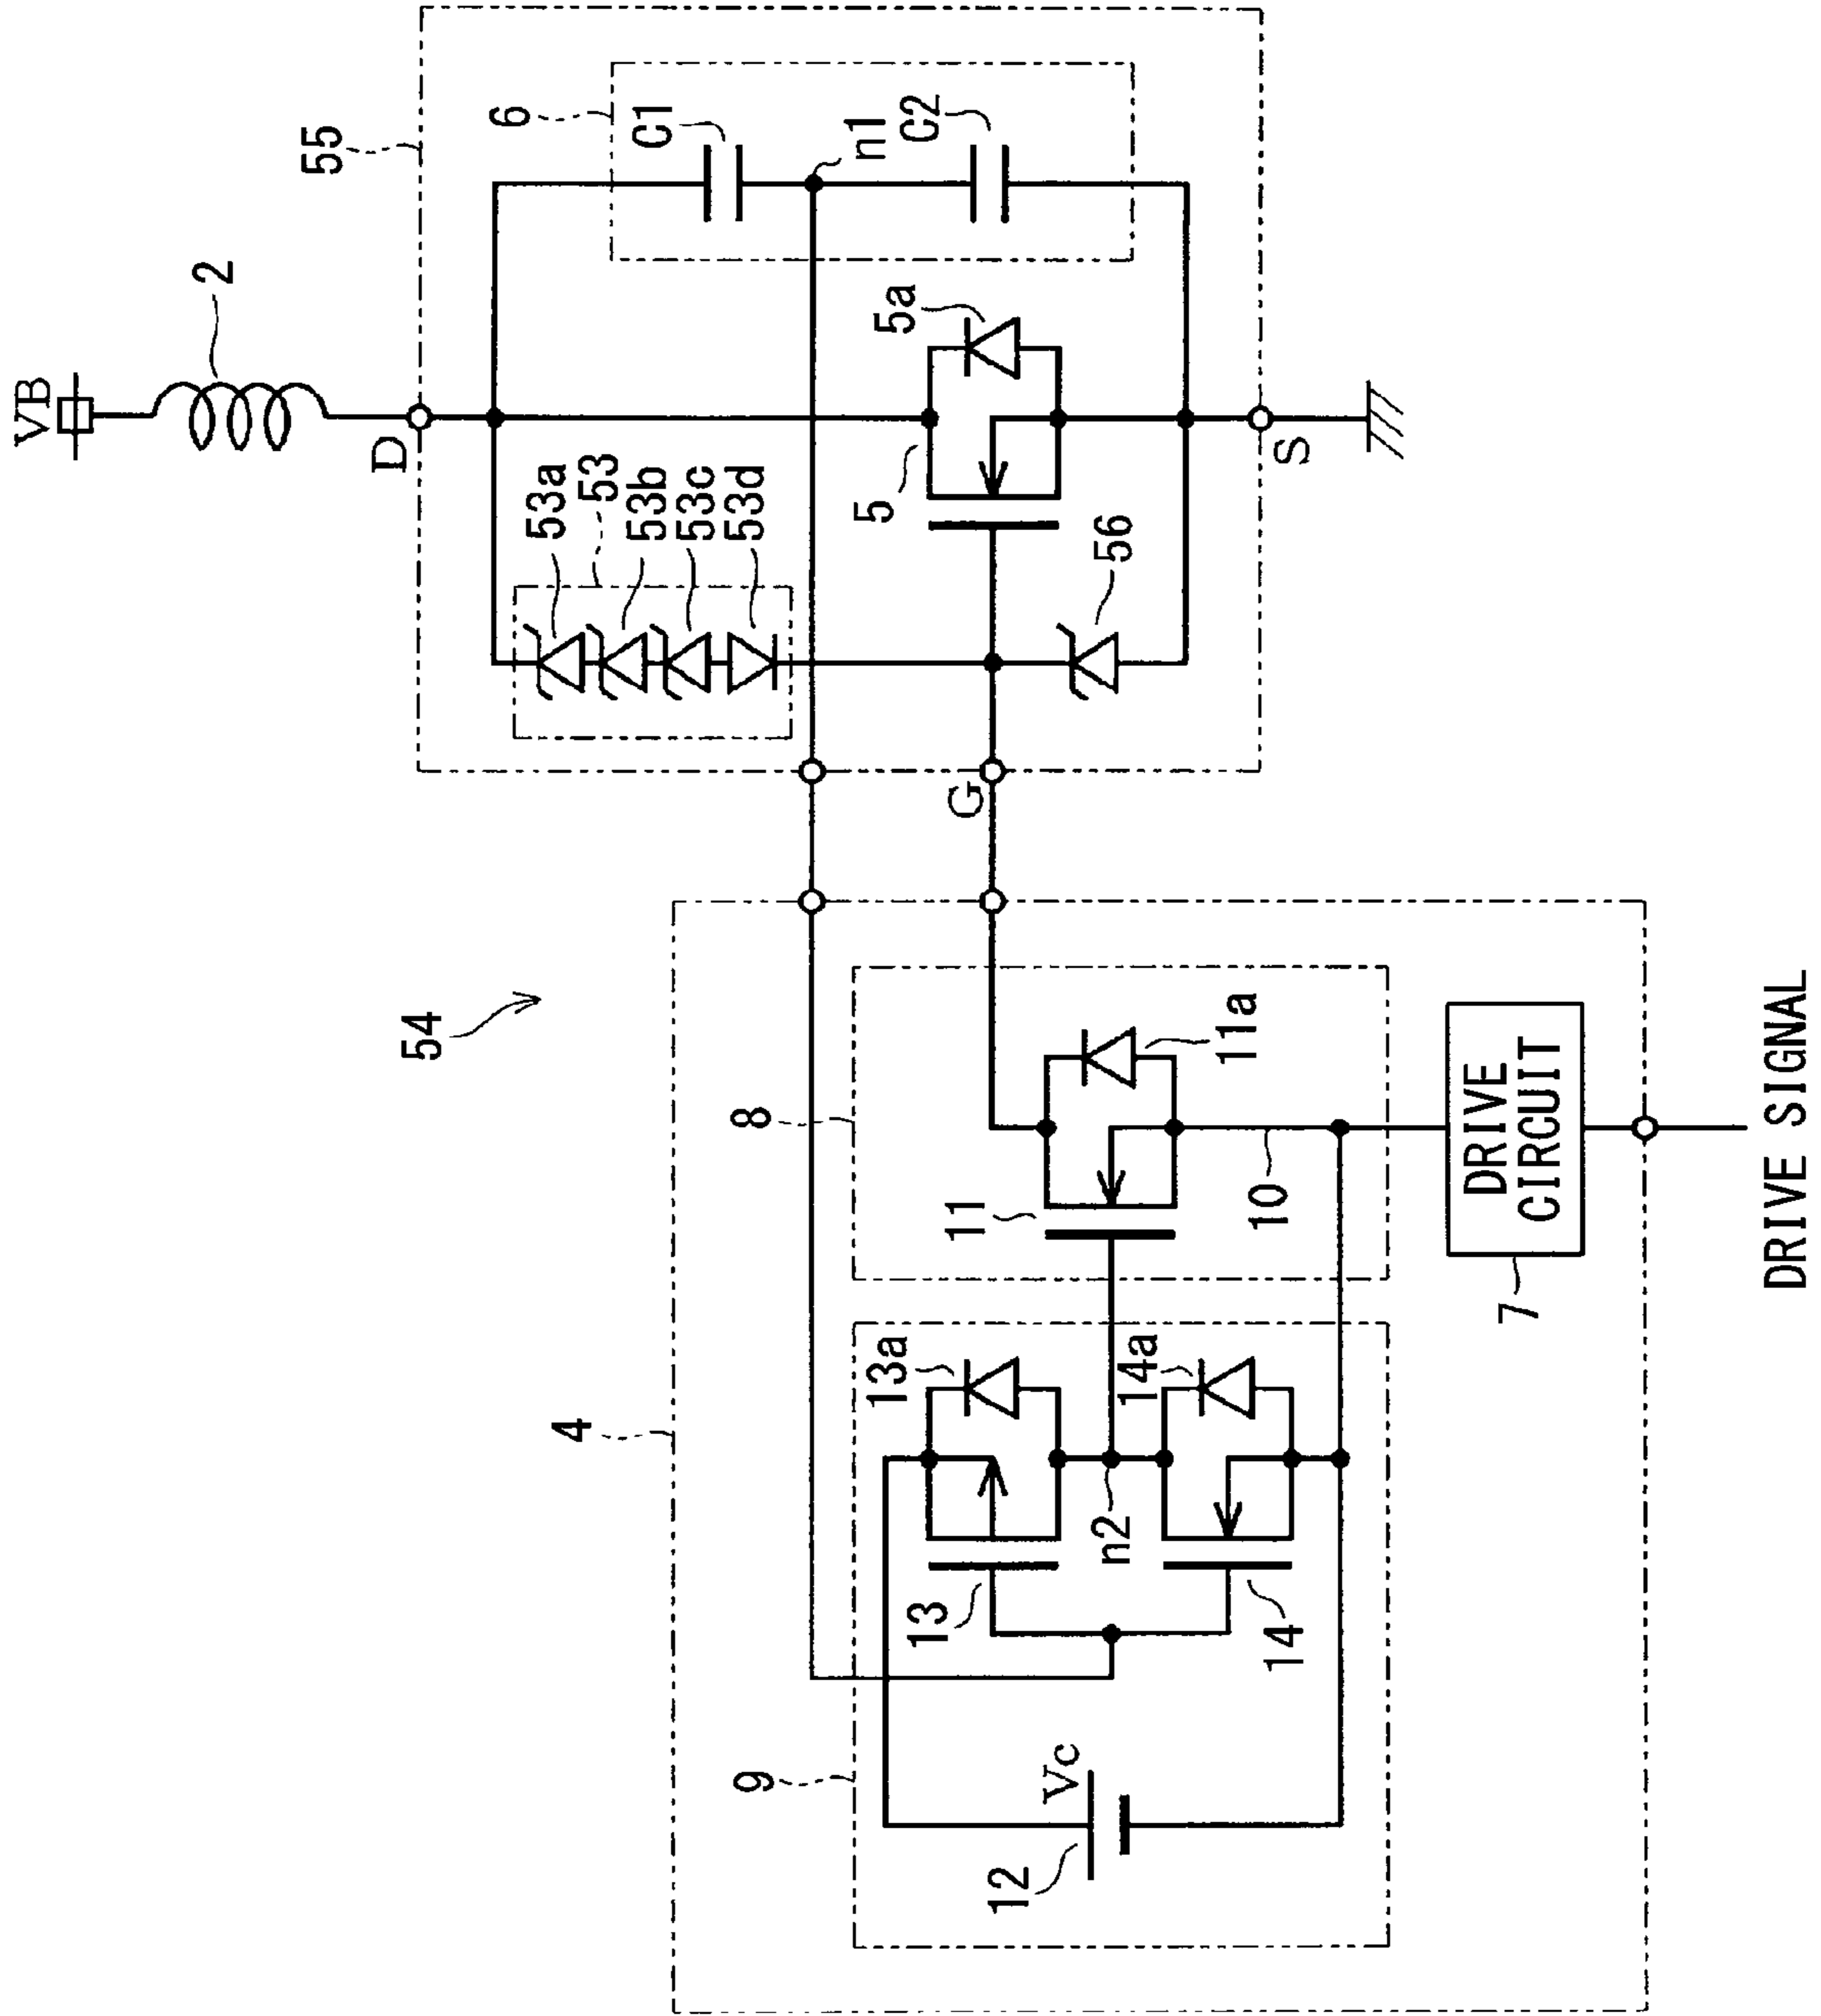 VB
2
D
55
6
C1
n1
C2
53a
53
53b
53c
53d
5
5a
56
S
G
54
4
8
11
11a
10
9
13a
13
n2
14a
14
Vc
12
DRIVE
CIRCUIT
7
DRIVE SIGNAL